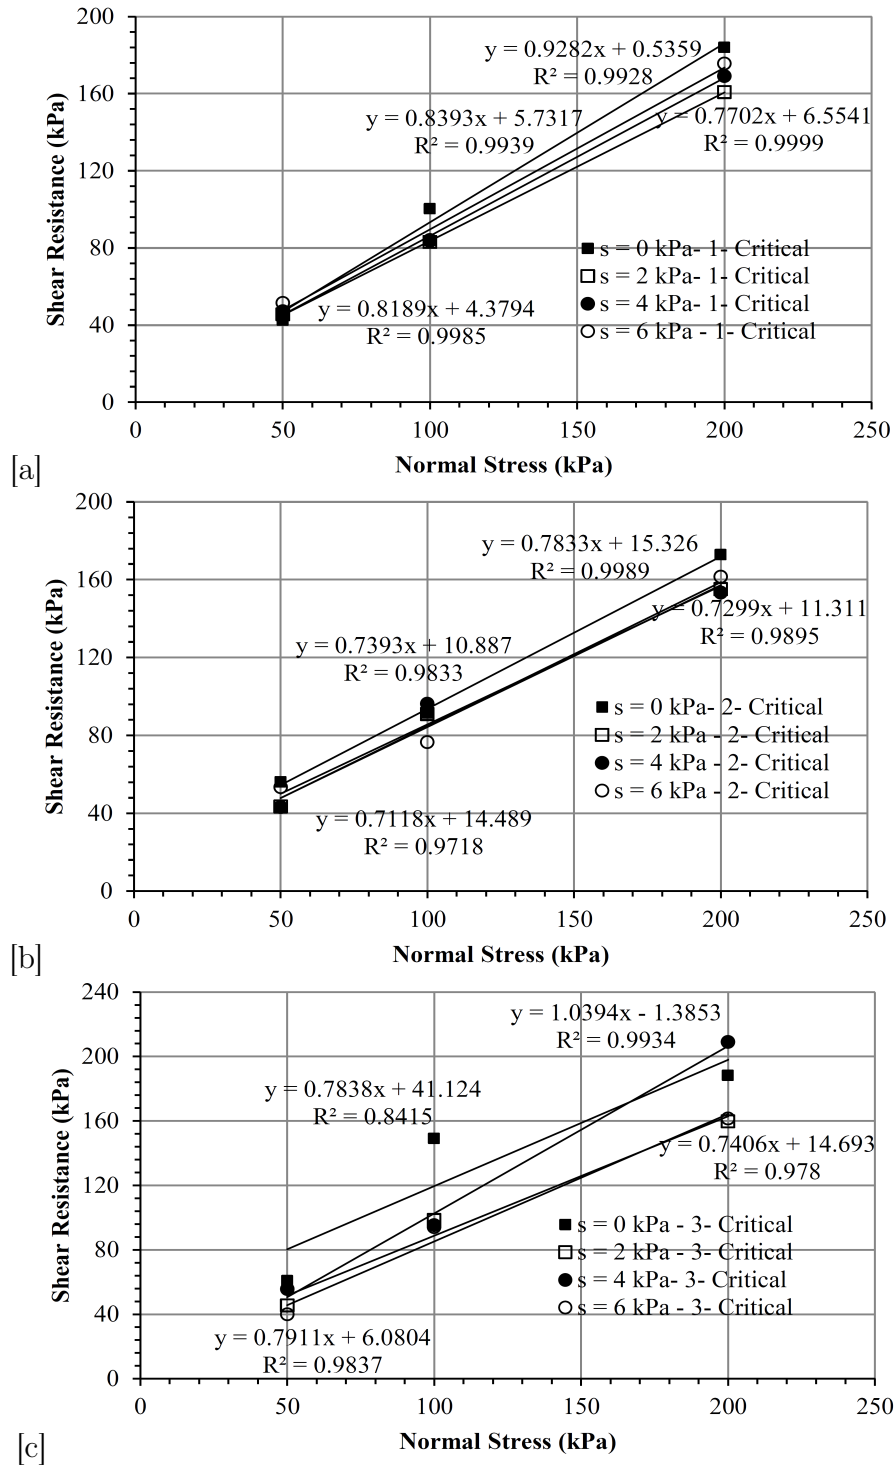 200
y = 0.9282x + 0.5359
R² = 0.9928
160
y = 0.8393x + 5.7317
R² = 0.9939
y = 0.7702x + 6.5541
R² = 0.9999
120
Shear Resistance (kPa)
80
s = 0 kPa- 1- Critical
s = 2 kPa- 1- Critical
s = 4 kPa- 1- Critical
s = 6 kPa - 1- Critical
y = 0.8189x + 4.3794
R² = 0.9985
40
0
0 50 100 150 200 250
Normal Stress (kPa)
[a]
200
y = 0.7833x + 15.326
R² = 0.9989
160
y = 0.7299x + 11.311
R² = 0.9895
y = 0.7393x + 10.887
R² = 0.9833
120
Shear Resistance (kPa)
s = 0 kPa- 2- Critical
s = 2 kPa - 2- Critical
s = 4 kPa - 2- Critical
s = 6 kPa - 2- Critical
80
40
y = 0.7118x + 14.489
R² = 0.9718
0
0 50 100 150 200 250
Normal Stress (kPa)
[b]
240
y = 1.0394x - 1.3853
R² = 0.9934
200
y = 0.7838x + 41.124
R² = 0.8415
160
y = 0.7406x + 14.693
R² = 0.978
120
Shear Resistance (kPa)
s = 0 kPa - 3- Critical
s = 2 kPa - 3- Critical
s = 4 kPa- 3- Critical
s = 6 kPa - 3- Critical
80
40
y = 0.7911x + 6.0804
R² = 0.9837
0
0 50 100 150 200 250
Normal Stress (kPa)
[c]